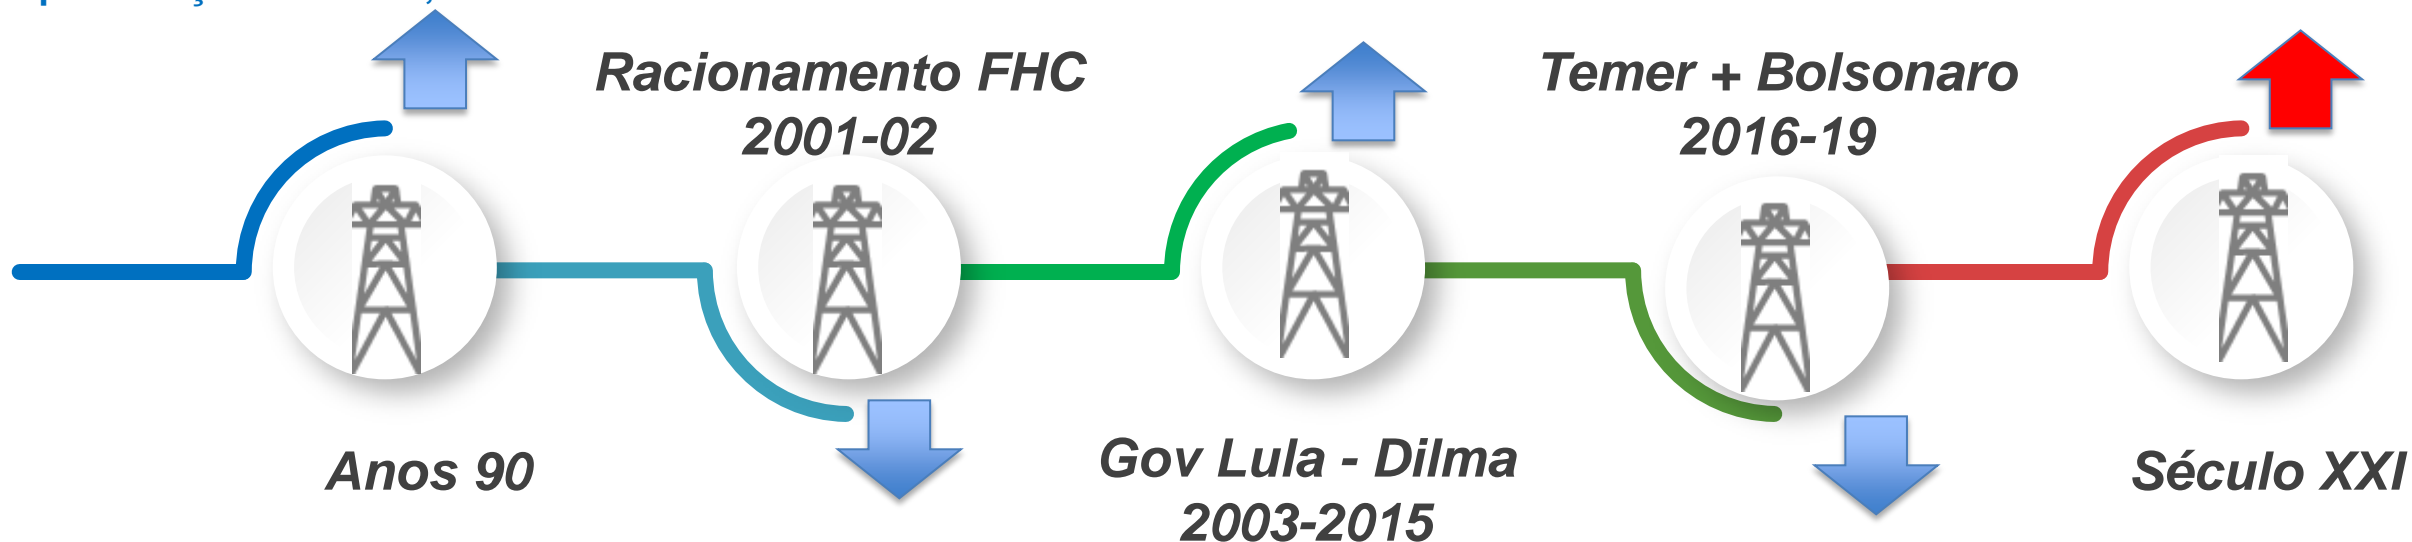 Anos 90
Racionamento FHC
2001-02
Gov Lula - Dilma
2003-2015
Temer + Bolsonaro
2016-19
Século XXI